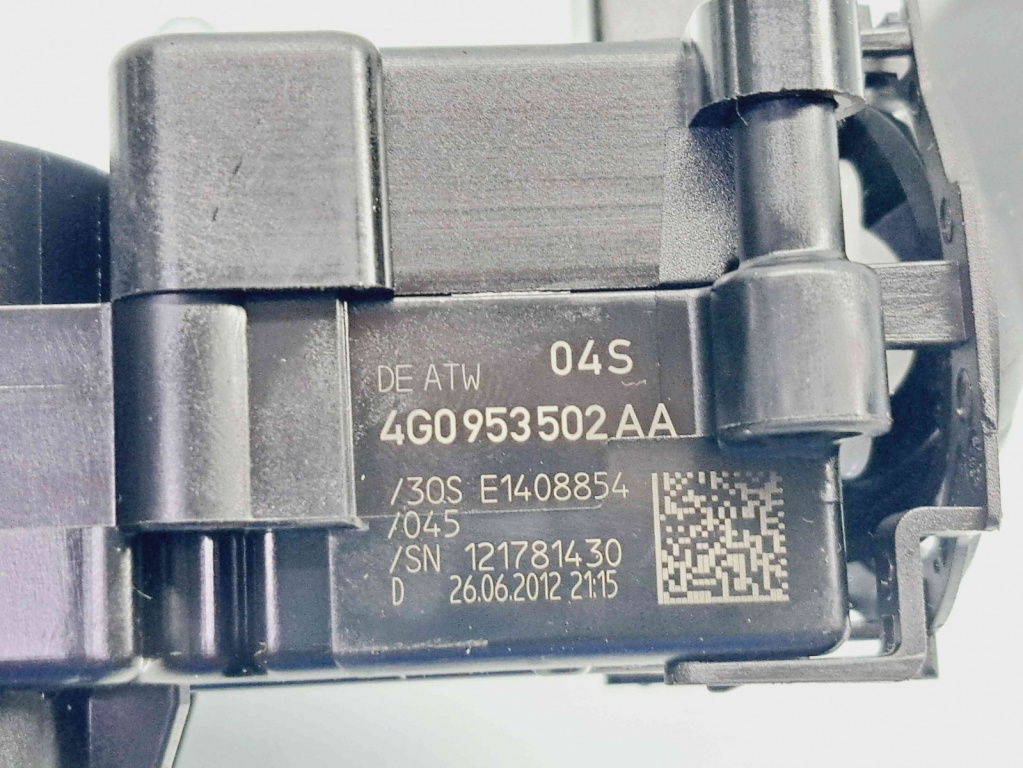 DE ATW 04S
4G0953502AA
/30S E1408854
/045
/SN 121781430
D 26.06.2012 21:15